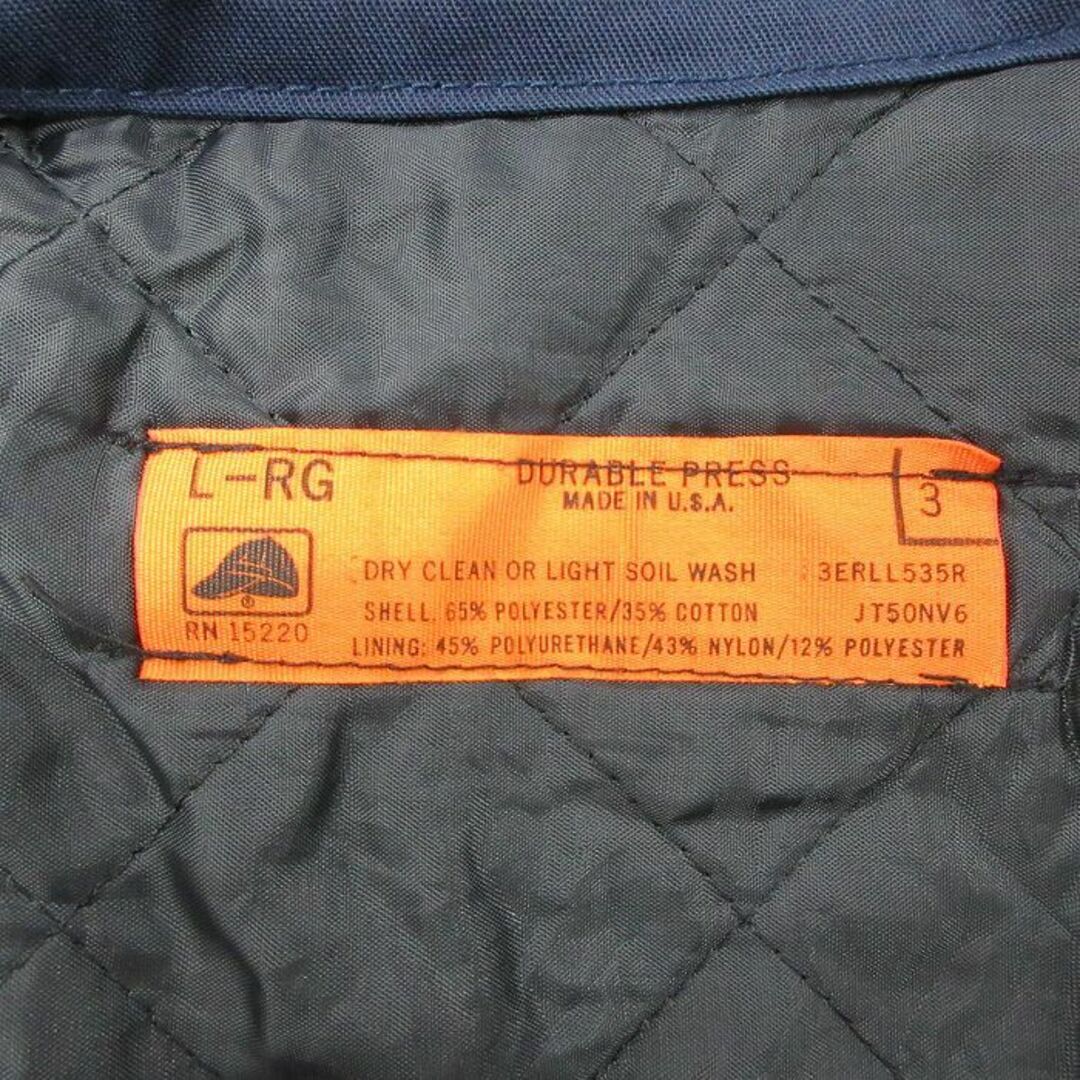 L-RG
DURABLE PRESS
MADE IN U.S.A.
3
DRY CLEAN OR LIGHT SOIL WASH 3ERLL535R
SHELL. 65% POLYESTER/35% COTTON JT50NV6
LINING: 45% POLYURETHANE/43% NYLON/12% POLYESTER
®
RN 15220